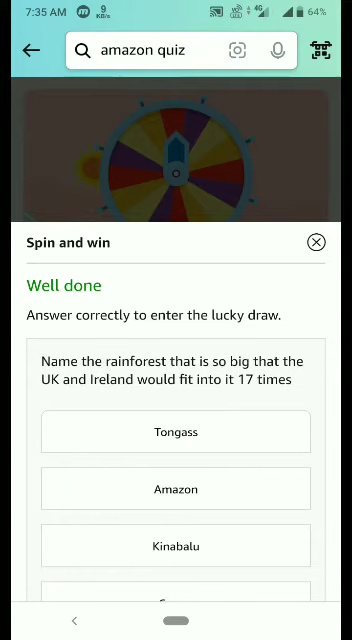 7:35 AM m 9 KB/s 4G 64%
amazon quiz
Spin and win
Well done
Answer correctly to enter the lucky draw.
Name the rainforest that is so big that the
UK and Ireland would fit into it 17 times
Tongass
Amazon
Kinabalu